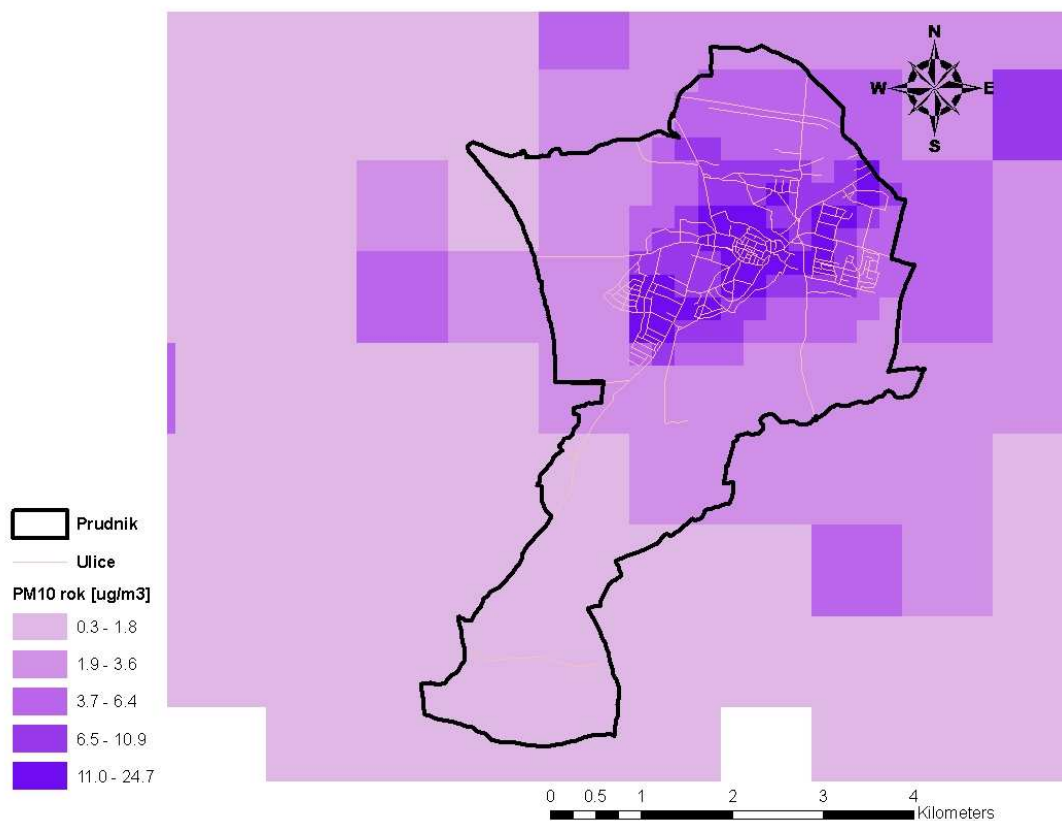 N
W E
S
Prudnik
Ulice
PM10 rok [ug/m3]
0.3 - 1.8
1.9 - 3.6
3.7 - 6.4
6.5 - 10.9
11.0 - 24.7
0 0.5 1 2 3 4
Kilometers